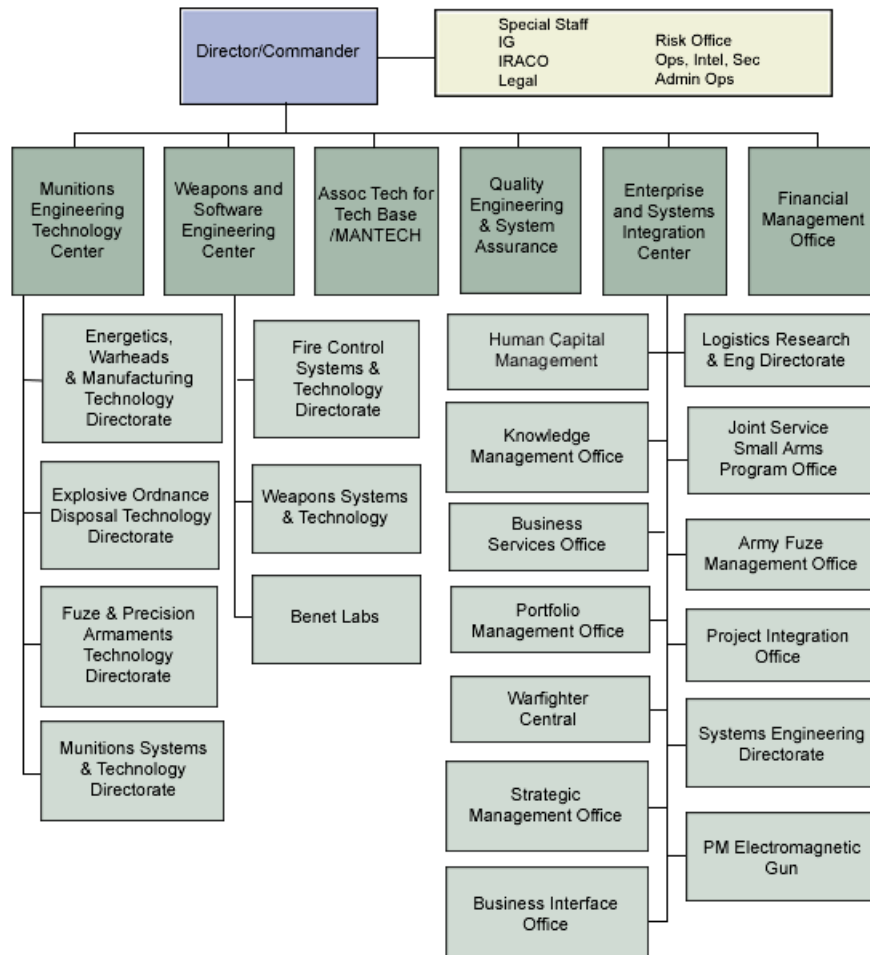 Director/Commander
Special Staff
IG
IRACO
Legal
Risk Office
Ops, Intel, Sec
Admin Ops
Munitions
Engineering
Technology
Center
Weapons and
Software
Engineering
Center
Assoc Tech for
Tech Base
/MANTECH
Quality
Engineering
& System
Assurance
Enterprise
and Systems
Integration
Center
Financial
Management
Office
Energetics,
Warheads
& Manufacturing
Technology
Directorate
Explosive Ordnance
Disposal Technology
Directorate
Fuze & Precision
Armaments
Technology
Directorate
Munitions Systems
& Technology
Directorate
Fire Control
Systems &
Technology
Directorate
Weapons Systems
& Technology
Benet Labs
Human Capital
Management
Knowledge
Management Office
Business
Services Office
Portfolio
Management Office
Warfighter
Central
Strategic
Management Office
Business Interface
Office
Logistics Research
& Eng Directorate
Joint Service
Small Arms
Program Office
Army Fuze
Management Office
Project Integration
Office
Systems Engineering
Directorate
PM Electromagnetic
Gun